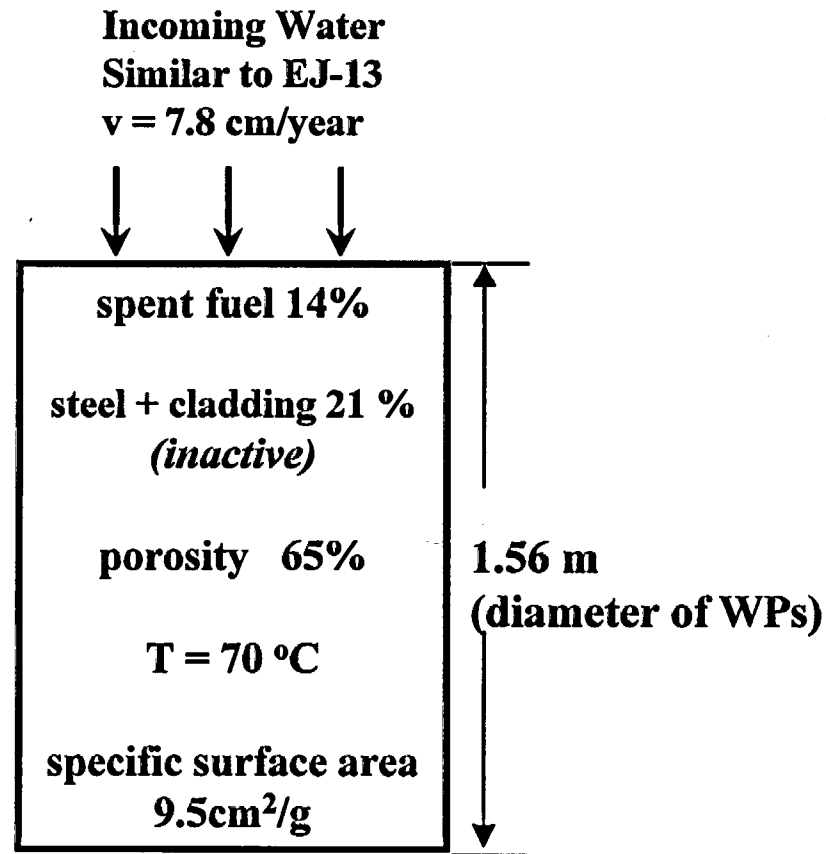 Incoming Water
Similar to EJ-13
v = 7.8 cm/year
spent fuel 14%
steel + cladding 21 %
(inactive)
porosity 65%
1.56 m
(diameter of WPs)
T = 70 °C
specific surface area
9.5cm²/g